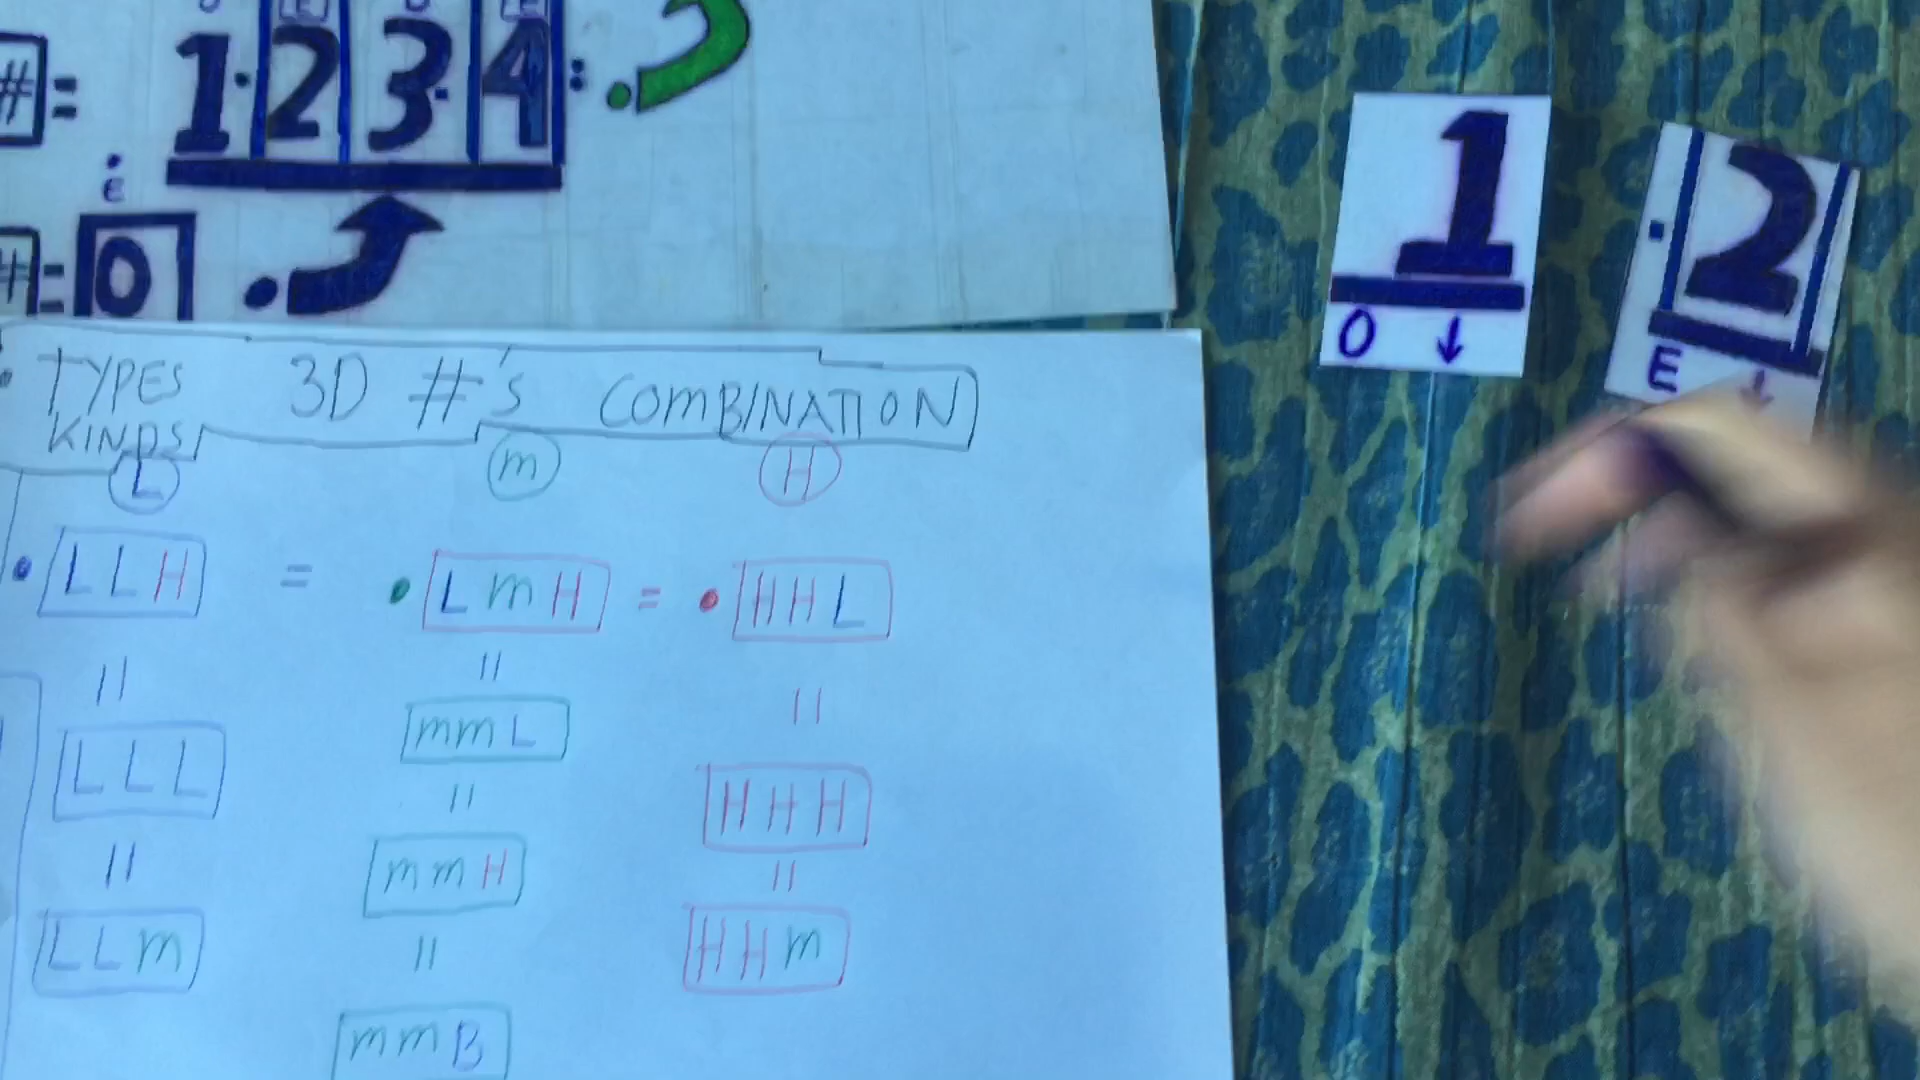 #= 1. 2 3. 4 :
E
#= 0
1
O ↓
. 2
E ↓
TYPES 3D #'s COMBINATION
KINDS
L m H
. LLH = . LmH = . HHL
= = =
LLL mmL HHH
= = =
LLm mmH HHm
=
mmB